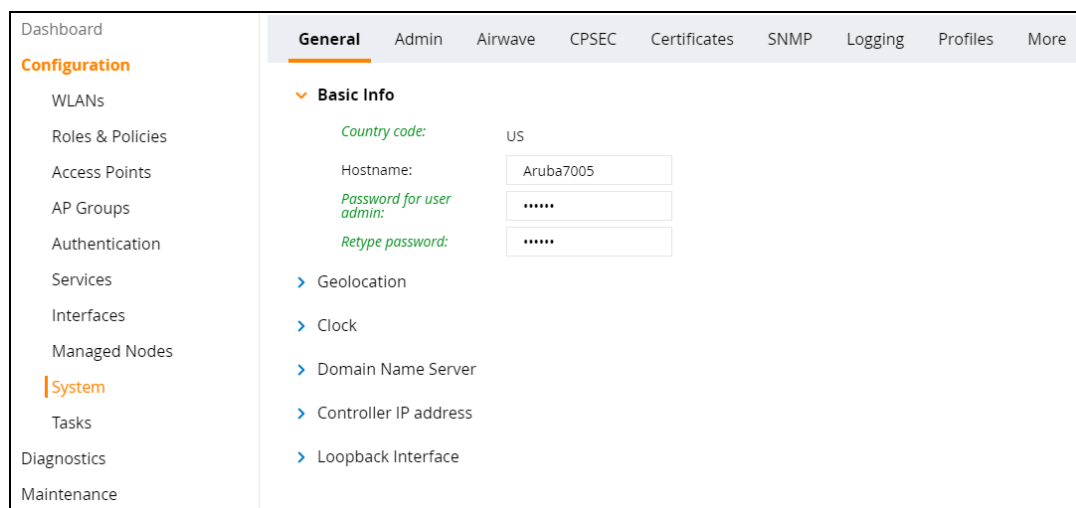 Dashboard
Configuration
WLANs
Roles & Policies
Access Points
AP Groups
Authentication
Services
Interfaces
Managed Nodes
System
Tasks
Diagnostics
Maintenance
General Admin Airwave CPSEC Certificates SNMP Logging Profiles More
Basic Info
Country code: US
Hostname: Aruba7005
Password for user
admin: ••••••
Retype password: ••••••
Geolocation
Clock
Domain Name Server
Controller IP address
Loopback Interface